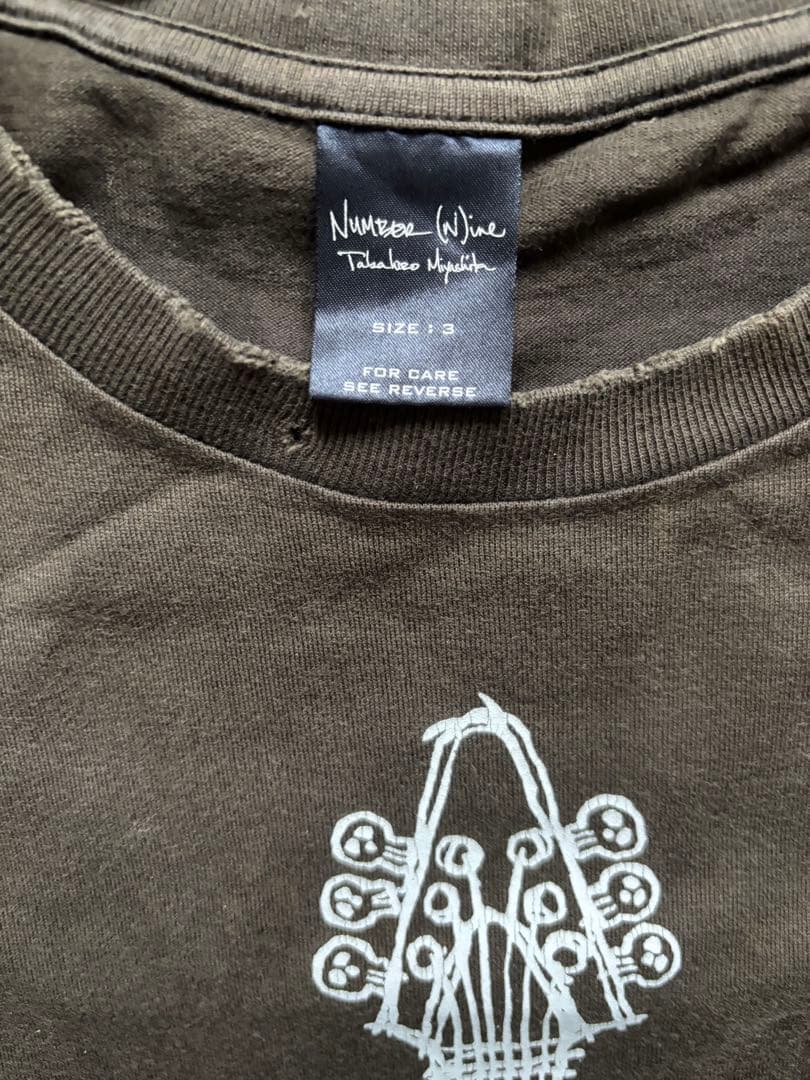 NUMBER (N)ine
Takahiro Miyashita
SIZE : 3
FOR CARE
SEE REVERSE